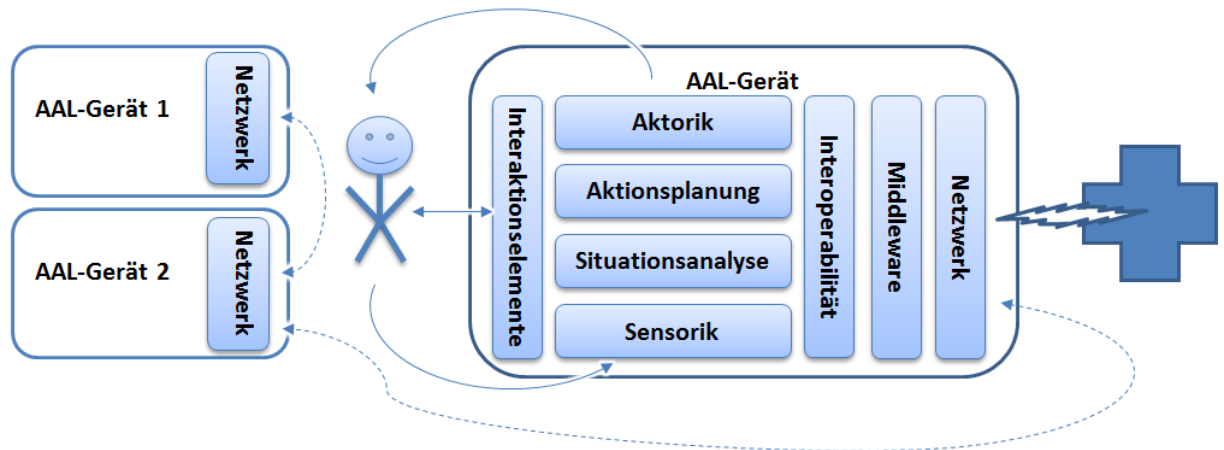 AAL-Gerät 1
Netzwerk
AAL-Gerät 2
Netzwerk
AAL-Gerät
Interaktionselemente
Aktorik
Aktionsplanung
Situationsanalyse
Sensorik
Interoperabilität
Middleware
Netzwerk